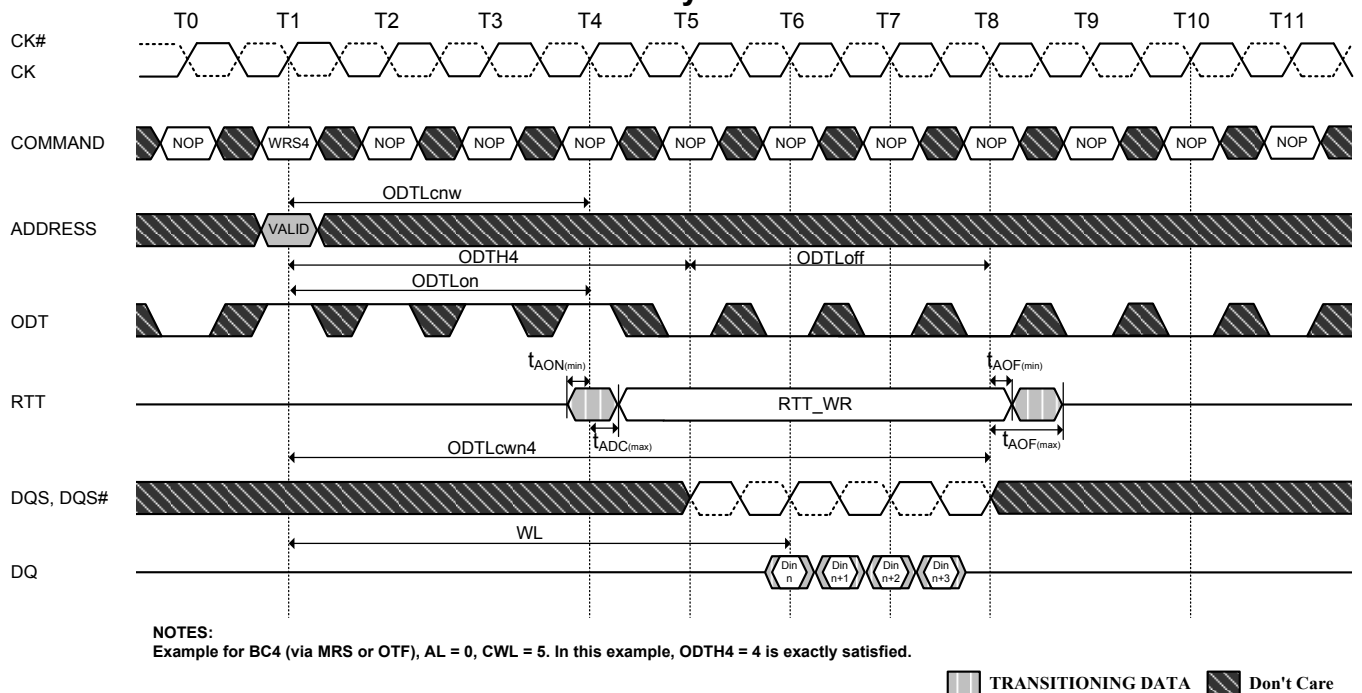 T0 T1 T2 T3 T4 T5 T6 T7 T8 T9 T10 T11
CK#
CK
COMMAND NOP WRS4 NOP NOP NOP NOP NOP NOP NOP NOP NOP NOP
ODTLcnw
ADDRESS VALID
ODTH4 ODTLoff
ODTLon
ODT
tAON(min) tAOF(min)
RTT RTT_WR
tADC(max) tAOF(max)
ODTLcwn4
DQS, DQS#
WL
DQ Din n Din n+1 Din n+2 Din n+3
NOTES:
Example for BC4 (via MRS or OTF), AL = 0, CWL = 5. In this example, ODTH4 = 4 is exactly satisfied.
TRANSITIONING DATA Don't Care